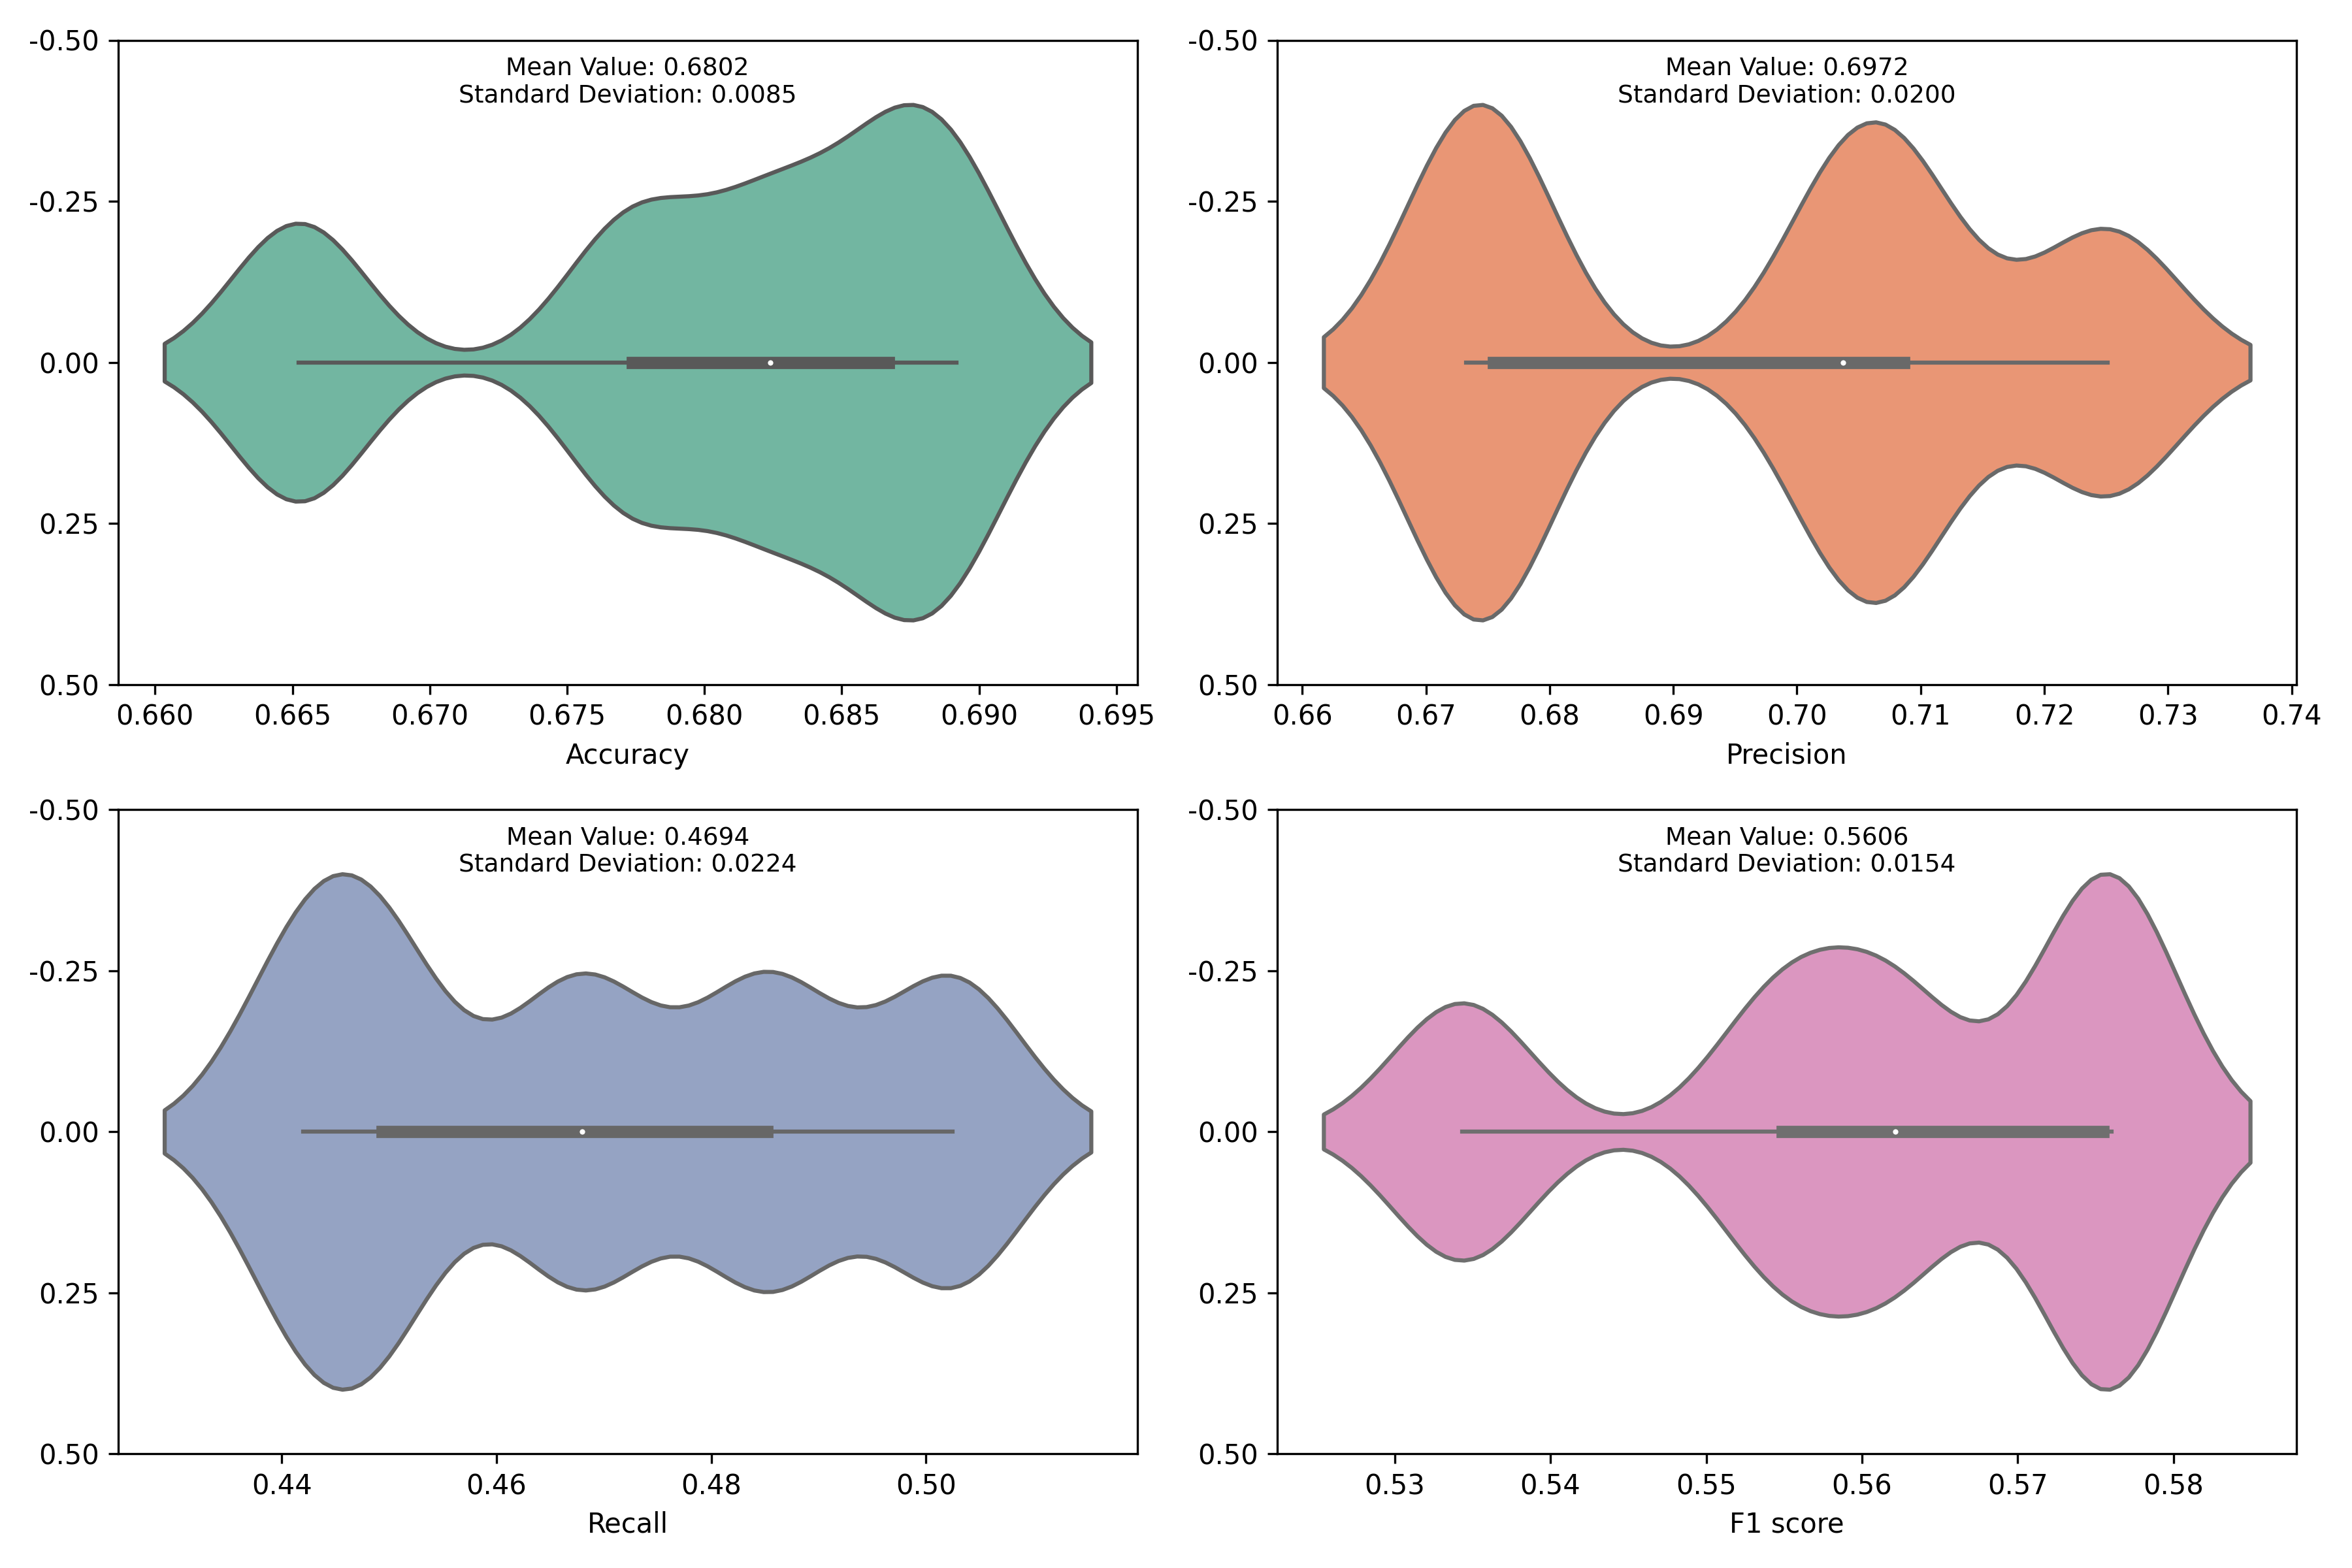 Mean Value: 0.6802
Standard Deviation: 0.0085
-0.50
-0.25
0.00
0.25
0.50
0.660 0.665 0.670 0.675 0.680 0.685 0.690 0.695
Accuracy
Mean Value: 0.6972
Standard Deviation: 0.0200
-0.50
-0.25
0.00
0.25
0.50
0.66 0.67 0.68 0.69 0.70 0.71 0.72 0.73 0.74
Precision
Mean Value: 0.4694
Standard Deviation: 0.0224
-0.50
-0.25
0.00
0.25
0.50
0.44 0.46 0.48 0.50
Recall
Mean Value: 0.5606
Standard Deviation: 0.0154
-0.50
-0.25
0.00
0.25
0.50
0.53 0.54 0.55 0.56 0.57 0.58
F1 score